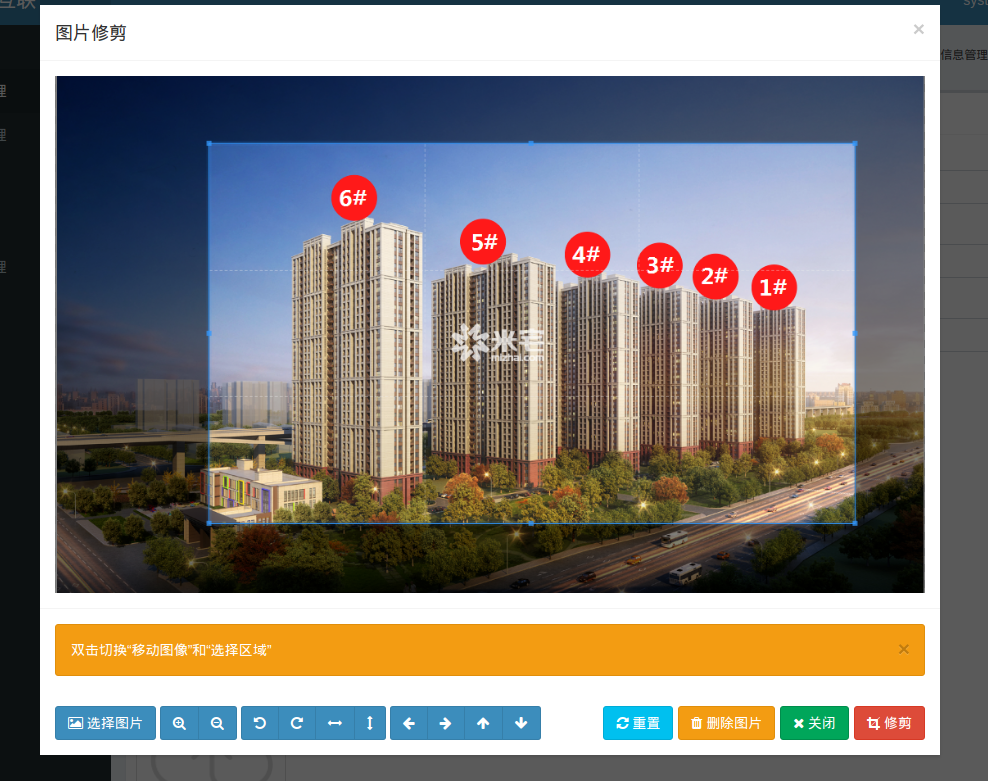 互联
syst
图片修剪
×
信息管理
理
理
理
6#
5#
4#
3#
2#
1#
米宅
mizhai.com
双击切换“移动图像”和“选择区域”
×
选择图片
重置
删除图片
关闭
修剪